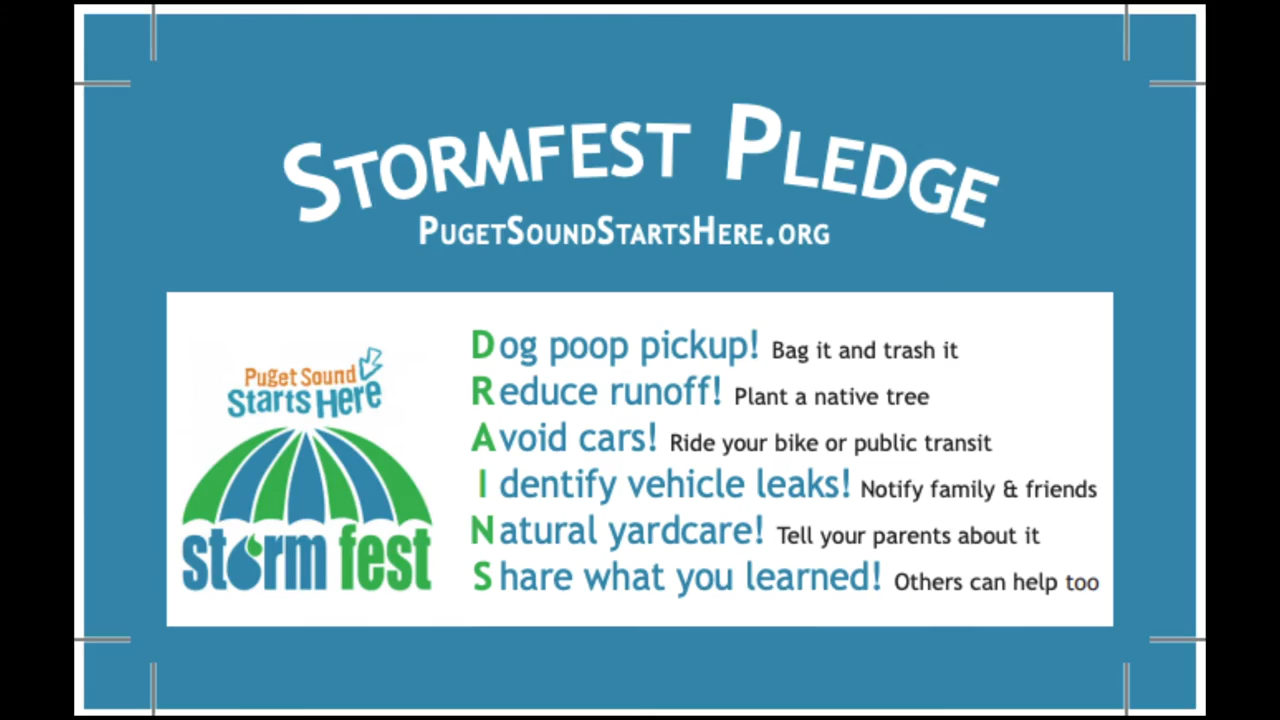 STORMFEST PLEDGE
PUGETSOUNDSTARTSHERE.ORG
Puget Sound
Starts Here
storm fest
Dog poop pickup! Bag it and trash it
Reduce runoff! Plant a native tree
Avoid cars! Ride your bike or public transit
Identify vehicle leaks! Notify family & friends
Natural yardcare! Tell your parents about it
Share what you learned! Others can help too